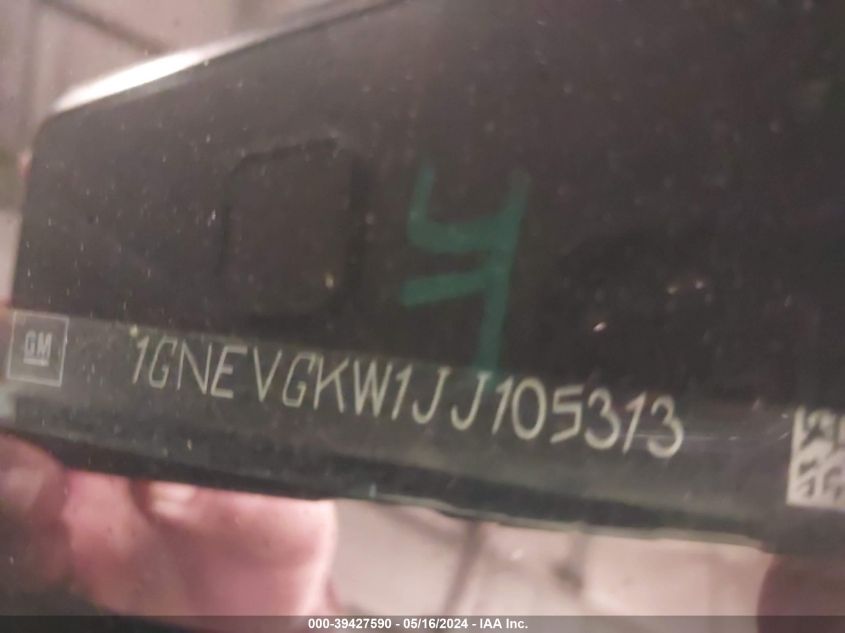 4
GM
1GNEVGKW1JJ105313
000-39427590 - 05/16/2024 - IAA Inc.